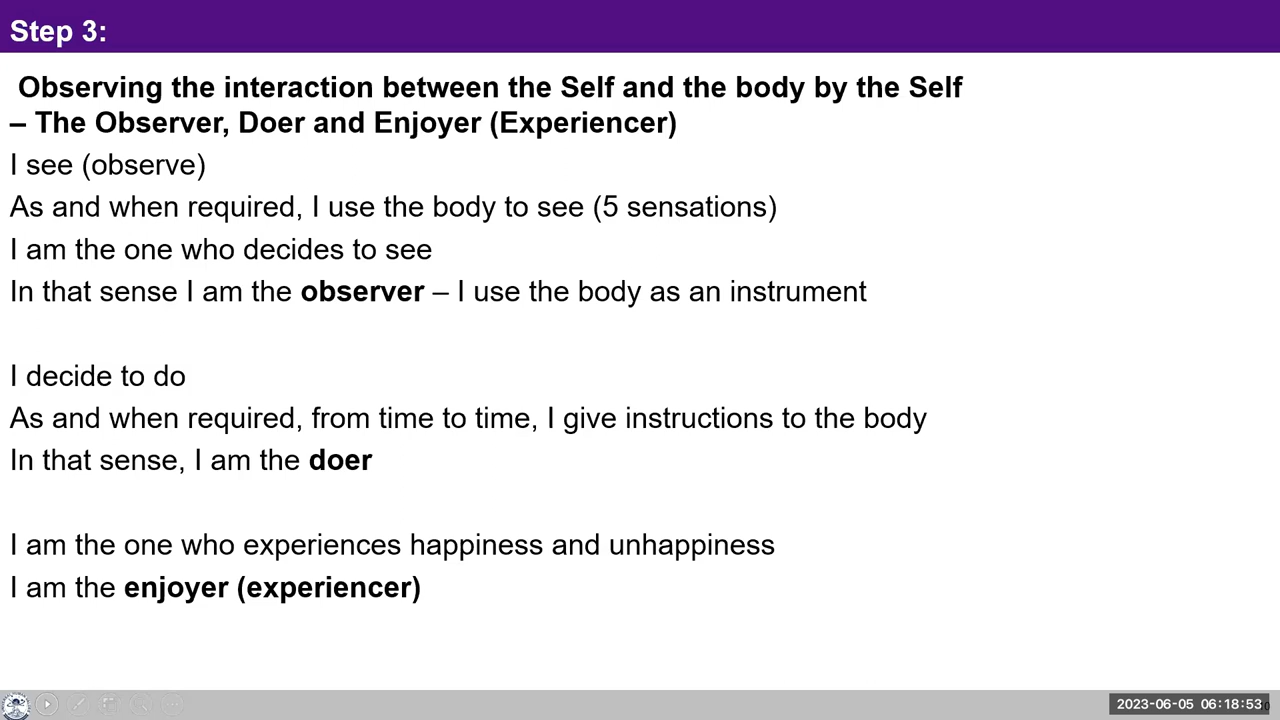 Step 3:
Observing the interaction between the Self and the body by the Self
– The Observer, Doer and Enjoyer (Experiencer)
I see (observe)
As and when required, I use the body to see (5 sensations)
I am the one who decides to see
In that sense I am the observer – I use the body as an instrument
I decide to do
As and when required, from time to time, I give instructions to the body
In that sense, I am the doer
I am the one who experiences happiness and unhappiness
I am the enjoyer (experiencer)
2023-06-05 06:18:53